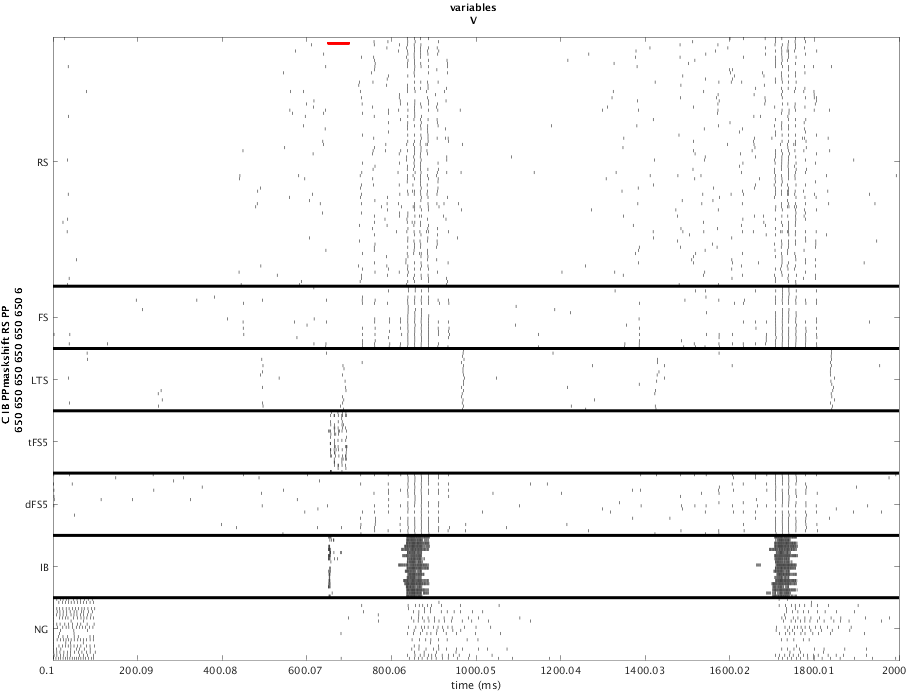 variables
V
C IB PPmaskshift RS PP
650 650 650 650 650 650 650 6
RS
FS
LTS
tFS5
dFS5
IB
NG
0.1 200.09 400.08 600.07 800.06 1000.05 1200.04 1400.03 1600.02 1800.01 2000
time (ms)